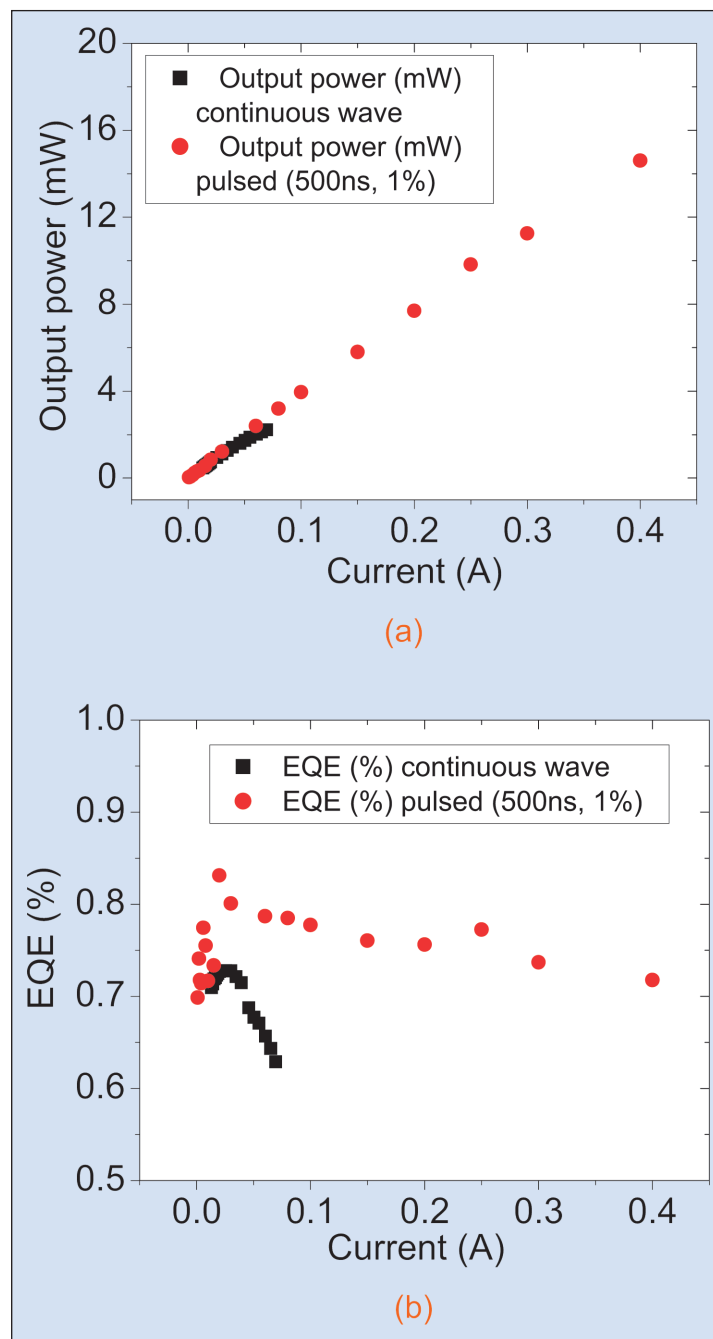 20
16
12
8
4
0
Output power (mW)
Output power (mW)
continuous wave
Output power (mW)
pulsed (500ns, 1%)
0.0 0.1 0.2 0.3 0.4
Current (A)
(a)
1.0
0.9
0.8
0.7
0.6
0.5
EQE (%)
EQE (%) continuous wave
EQE (%) pulsed (500ns, 1%)
0.0 0.1 0.2 0.3 0.4
Current (A)
(b)